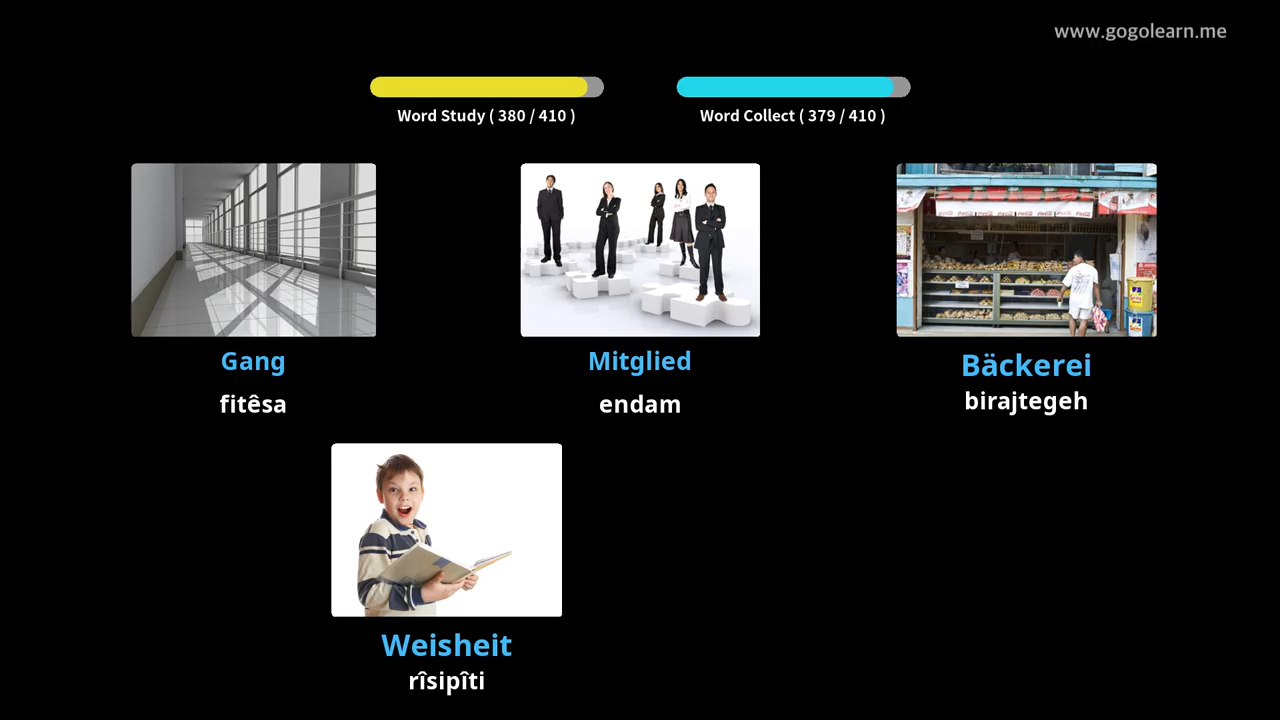 www.gogolearn.me
Word Study ( 380 / 410 )
Word Collect ( 379 / 410 )
Gang
fitêsa
Mitglied
endam
Bäckerei
birajtegeh
Weisheit
rîsipîti